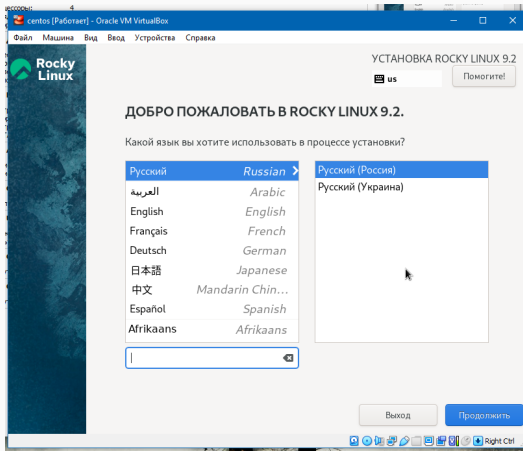 4
centos [Работает] - Oracle VM VirtualBox
Файл Машина Вид Ввод Устройства Справка
Rocky Linux
УСТАНОВКА ROCKY LINUX 9.2
us
Помогите!
ДОБРО ПОЖАЛОВАТЬ В ROCKY LINUX 9.2.
Какой язык вы хотите использовать в процессе установки?
Русский Russian
العربية Arabic
English English
Français French
Deutsch German
日本語 Japanese
中文 Mandarin Chin...
Español Spanish
Afrikaans Afrikaans
Русский (Россия)
Русский (Украина)
Выход
Продолжить
Right Ctrl